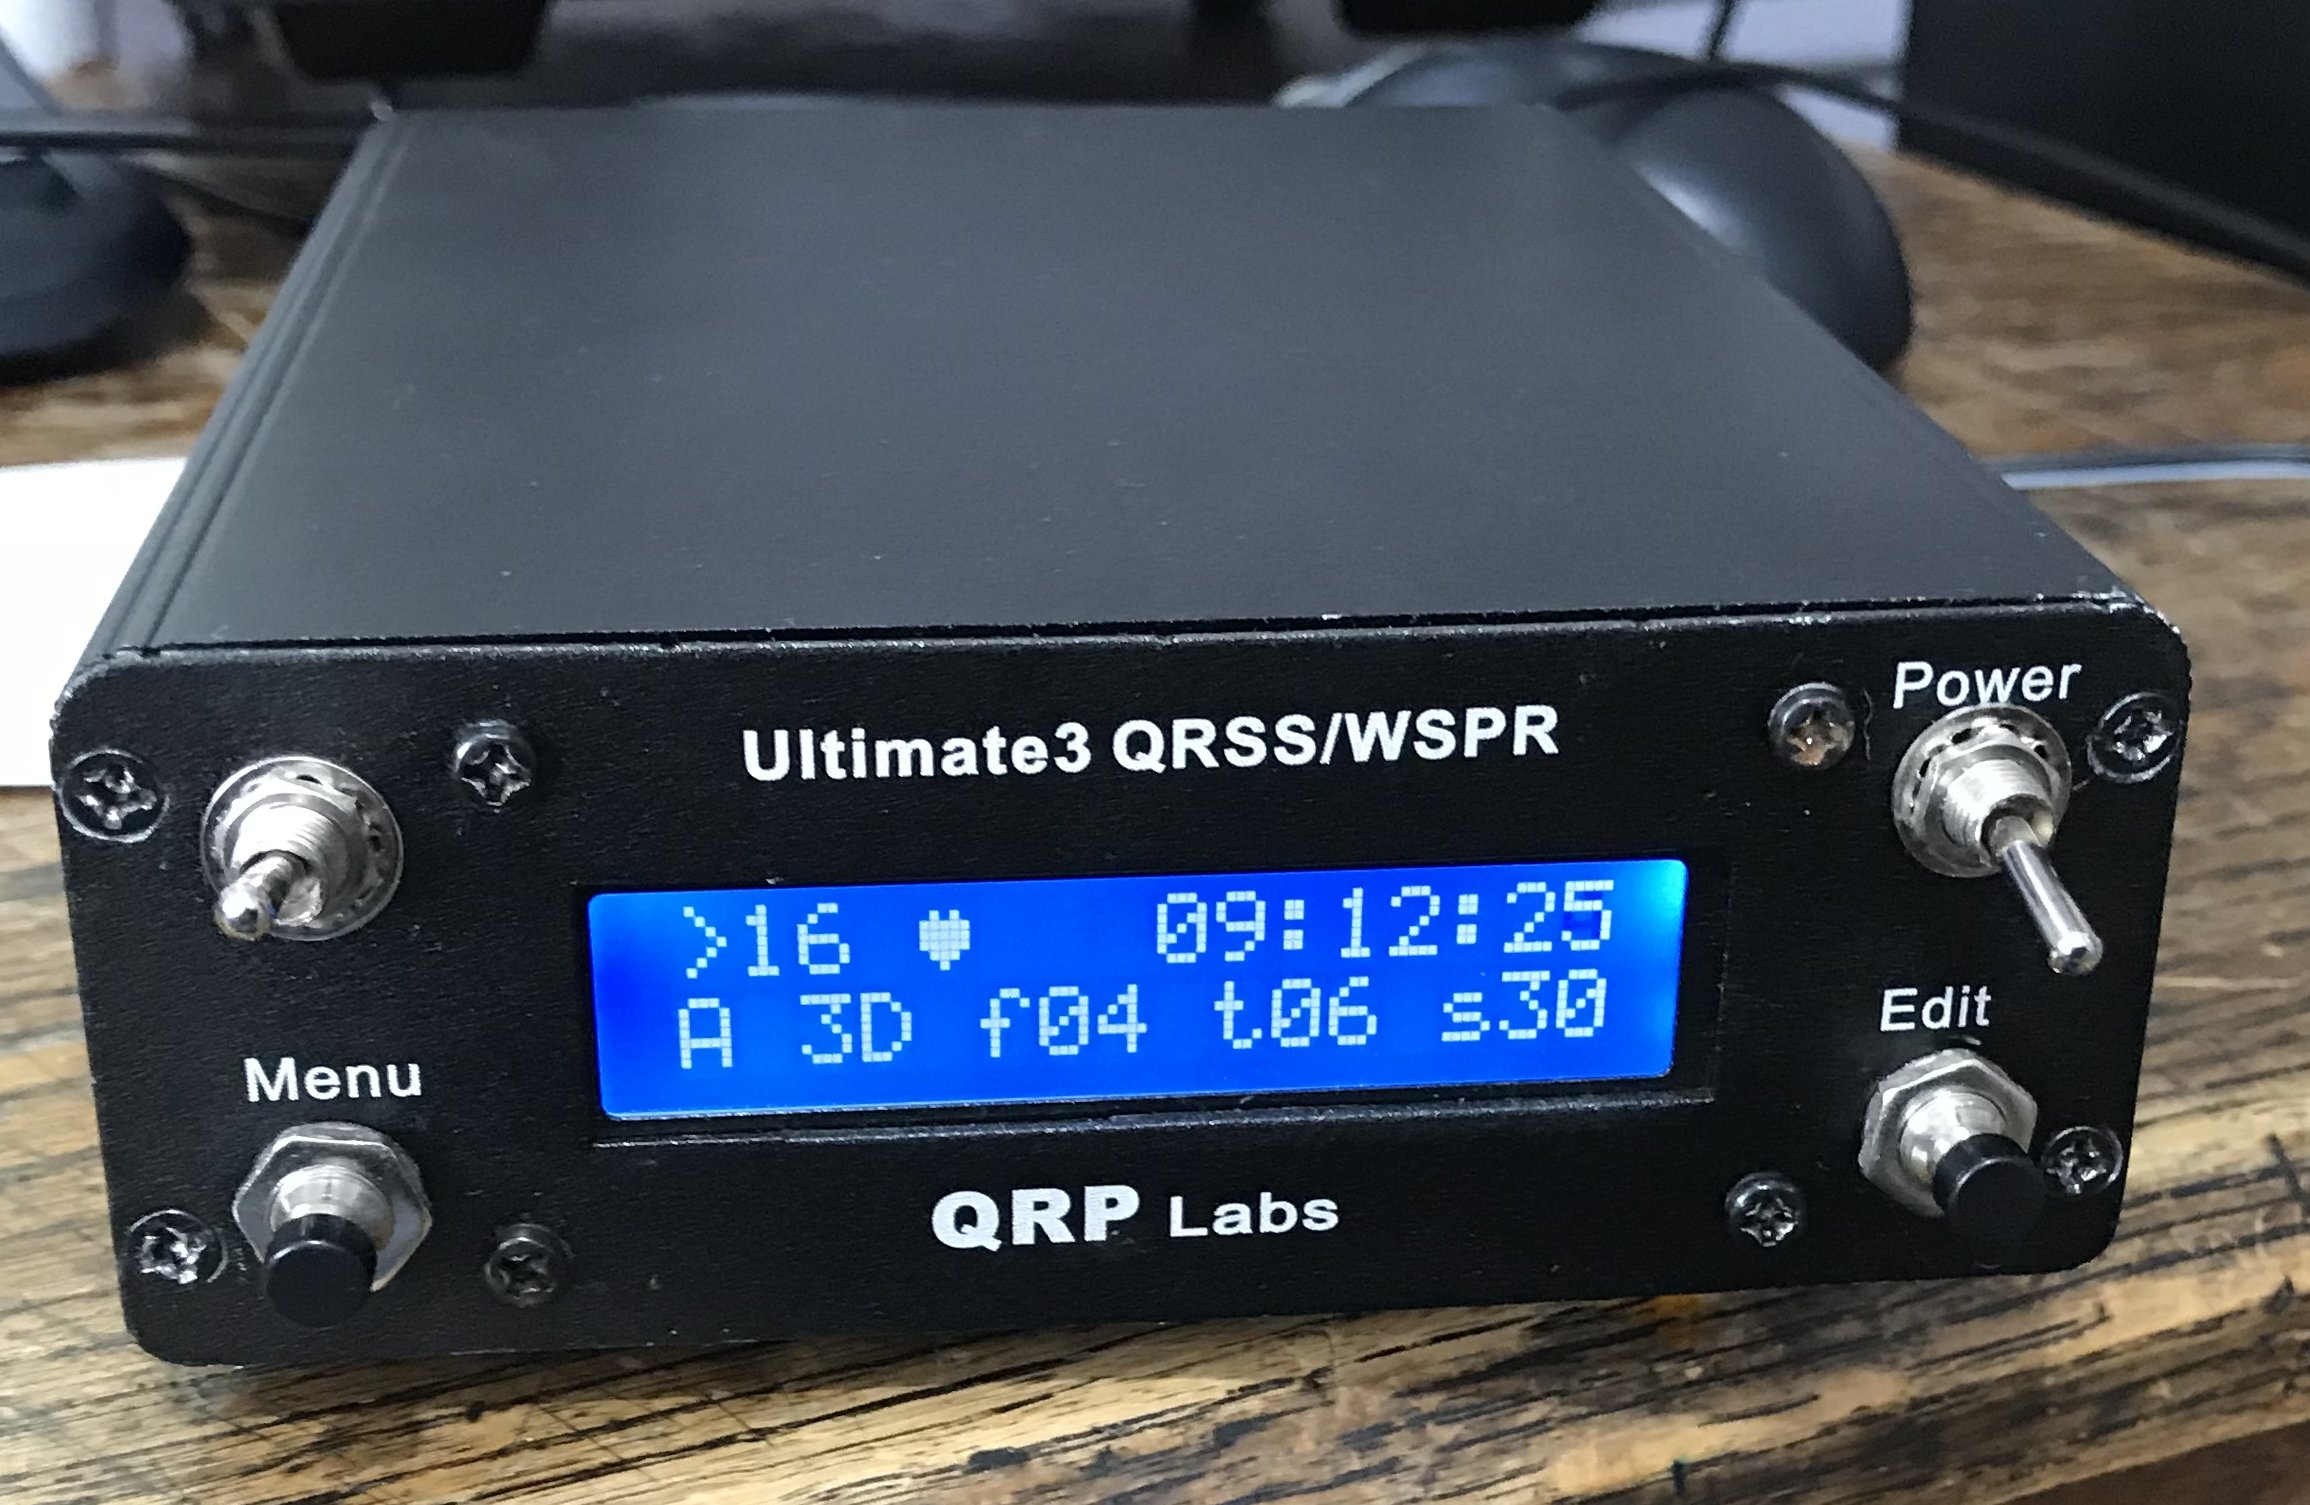 Ultimate3 QRSS/WSPR
Power
>16 ♥ 09:12:25
A 3D f04 t06 s30
Edit
Menu
QRP Labs